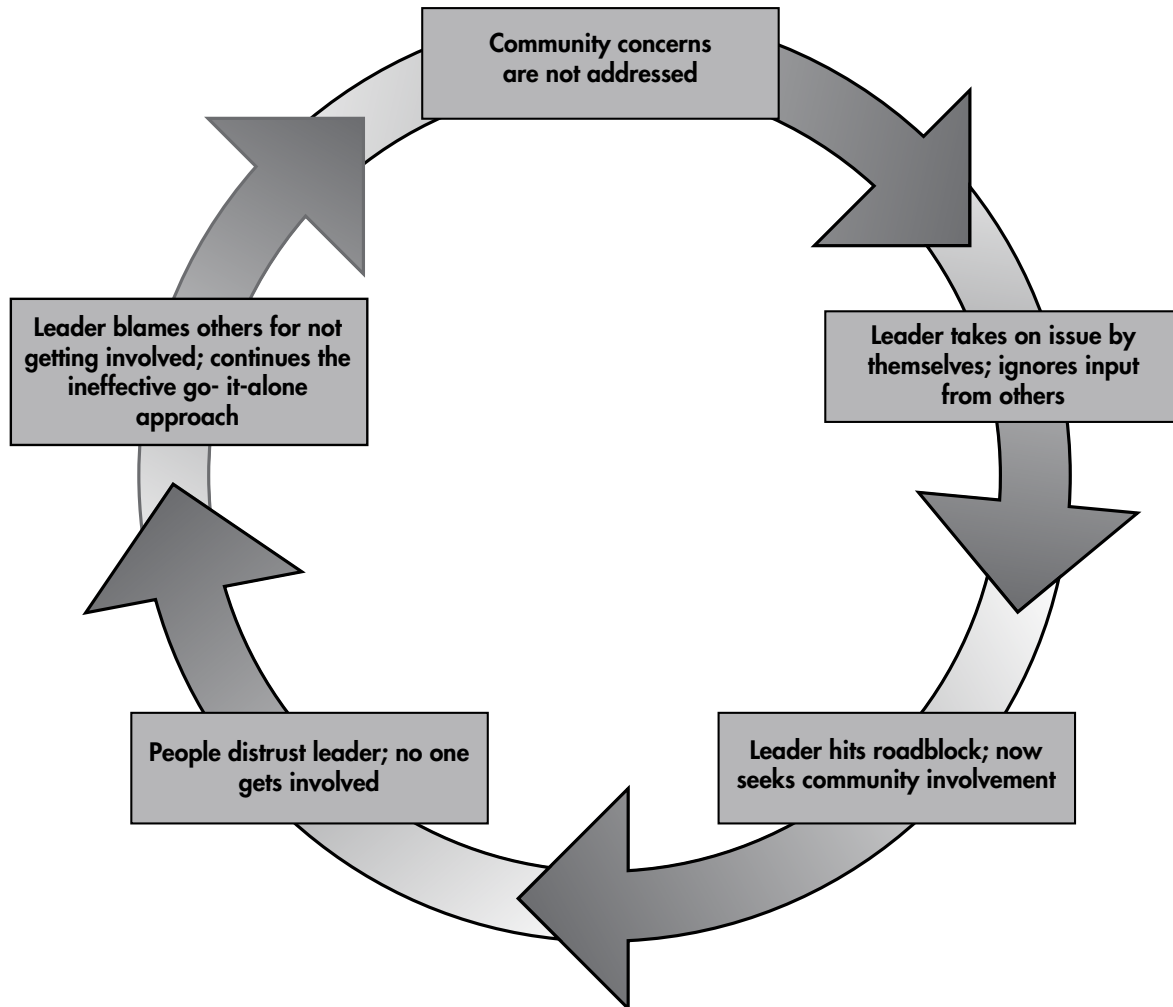 Community concerns
are not addressed
Leader takes on issue by
themselves; ignores input
from others
Leader hits roadblock; now
seeks community involvement
People distrust leader; no one
gets involved
Leader blames others for not
getting involved; continues the
ineffective go- it-alone
approach